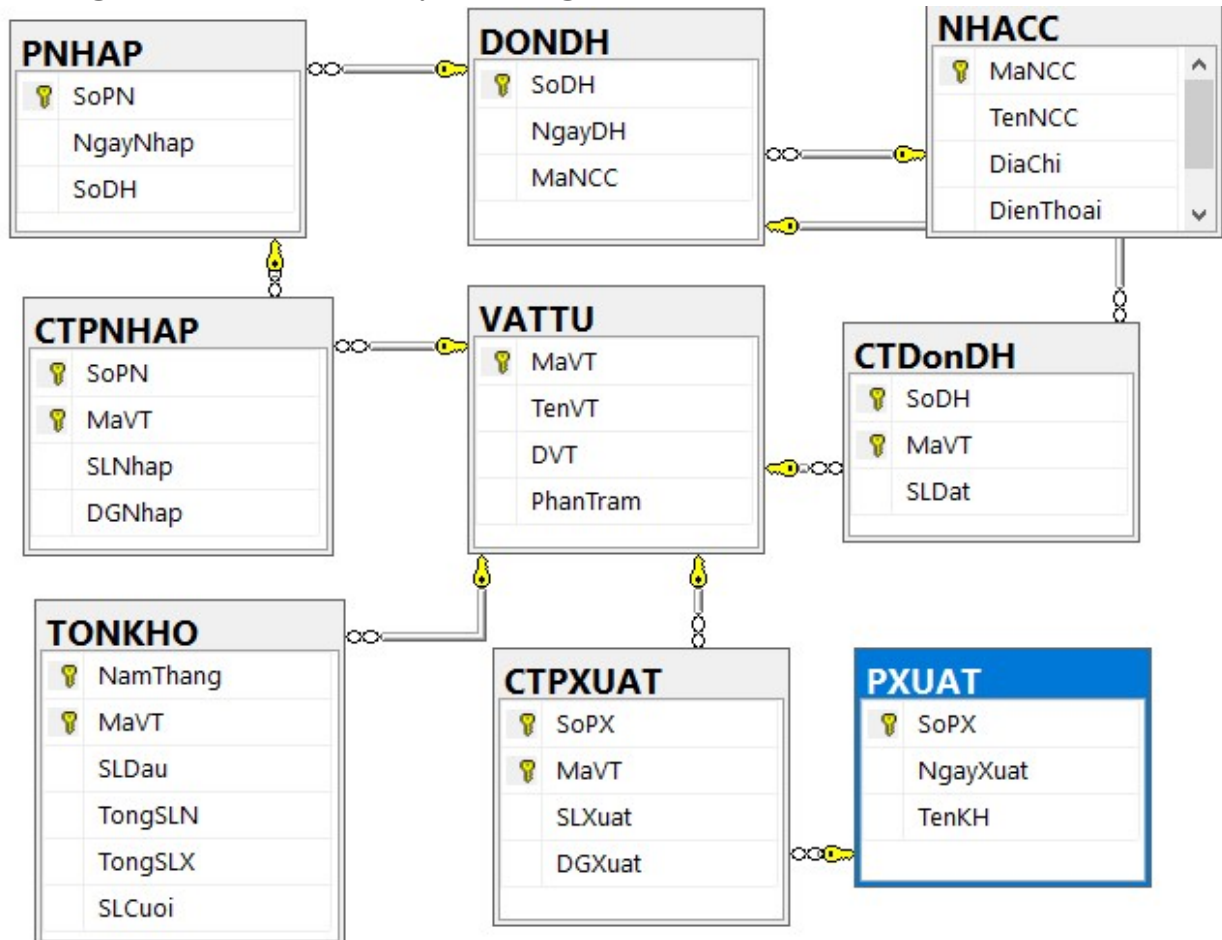 PNHAP
SoPN
NgayNhap
SoDH
DONDH
SoDH
NgayDH
MaNCC
NHACC
MaNCC
TenNCC
DiaChi
DienThoai
CTPNHAP
SoPN
MaVT
SLNhap
DGNhap
VATTU
MaVT
TenVT
DVT
PhanTram
CTDonDH
SoDH
MaVT
SLDat
TONKHO
NamThang
MaVT
SLDau
TongSLN
TongSLX
SLCuoi
CTPXUAT
SoPX
MaVT
SLXuat
DGXuat
PXUAT
SoPX
NgayXuat
TenKH